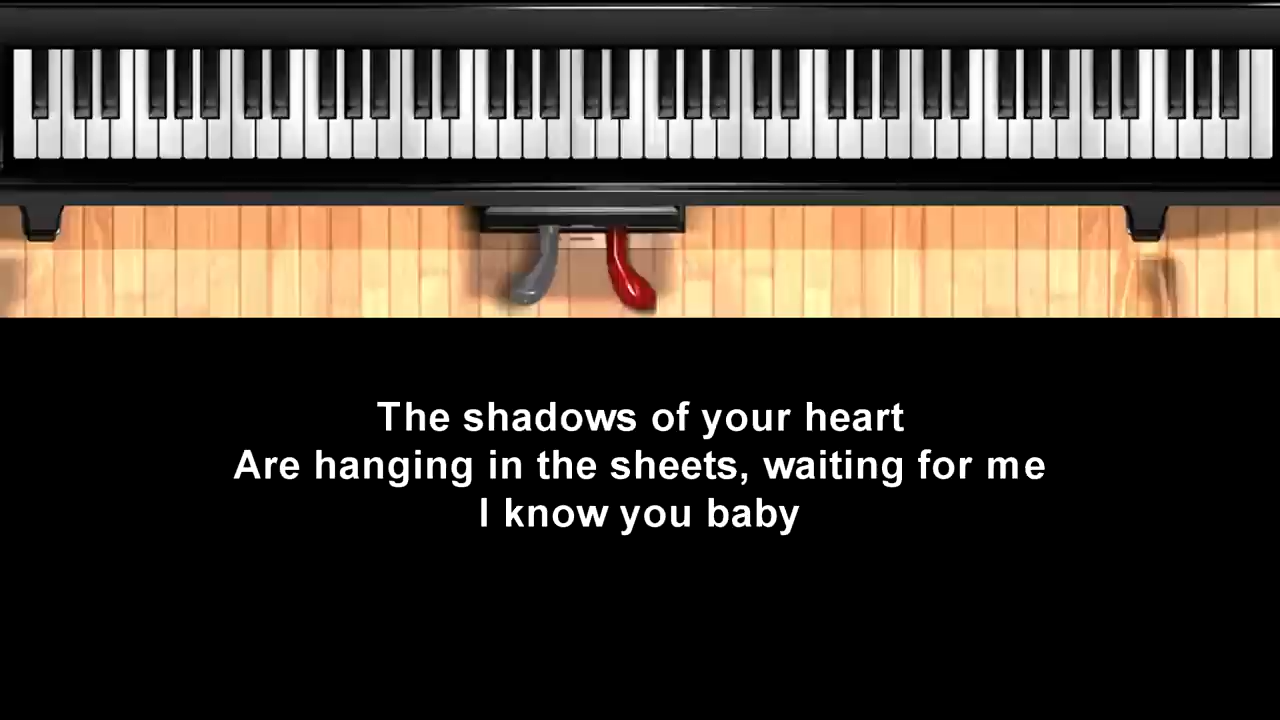 The shadows of your heart
Are hanging in the sheets, waiting for me
I know you baby